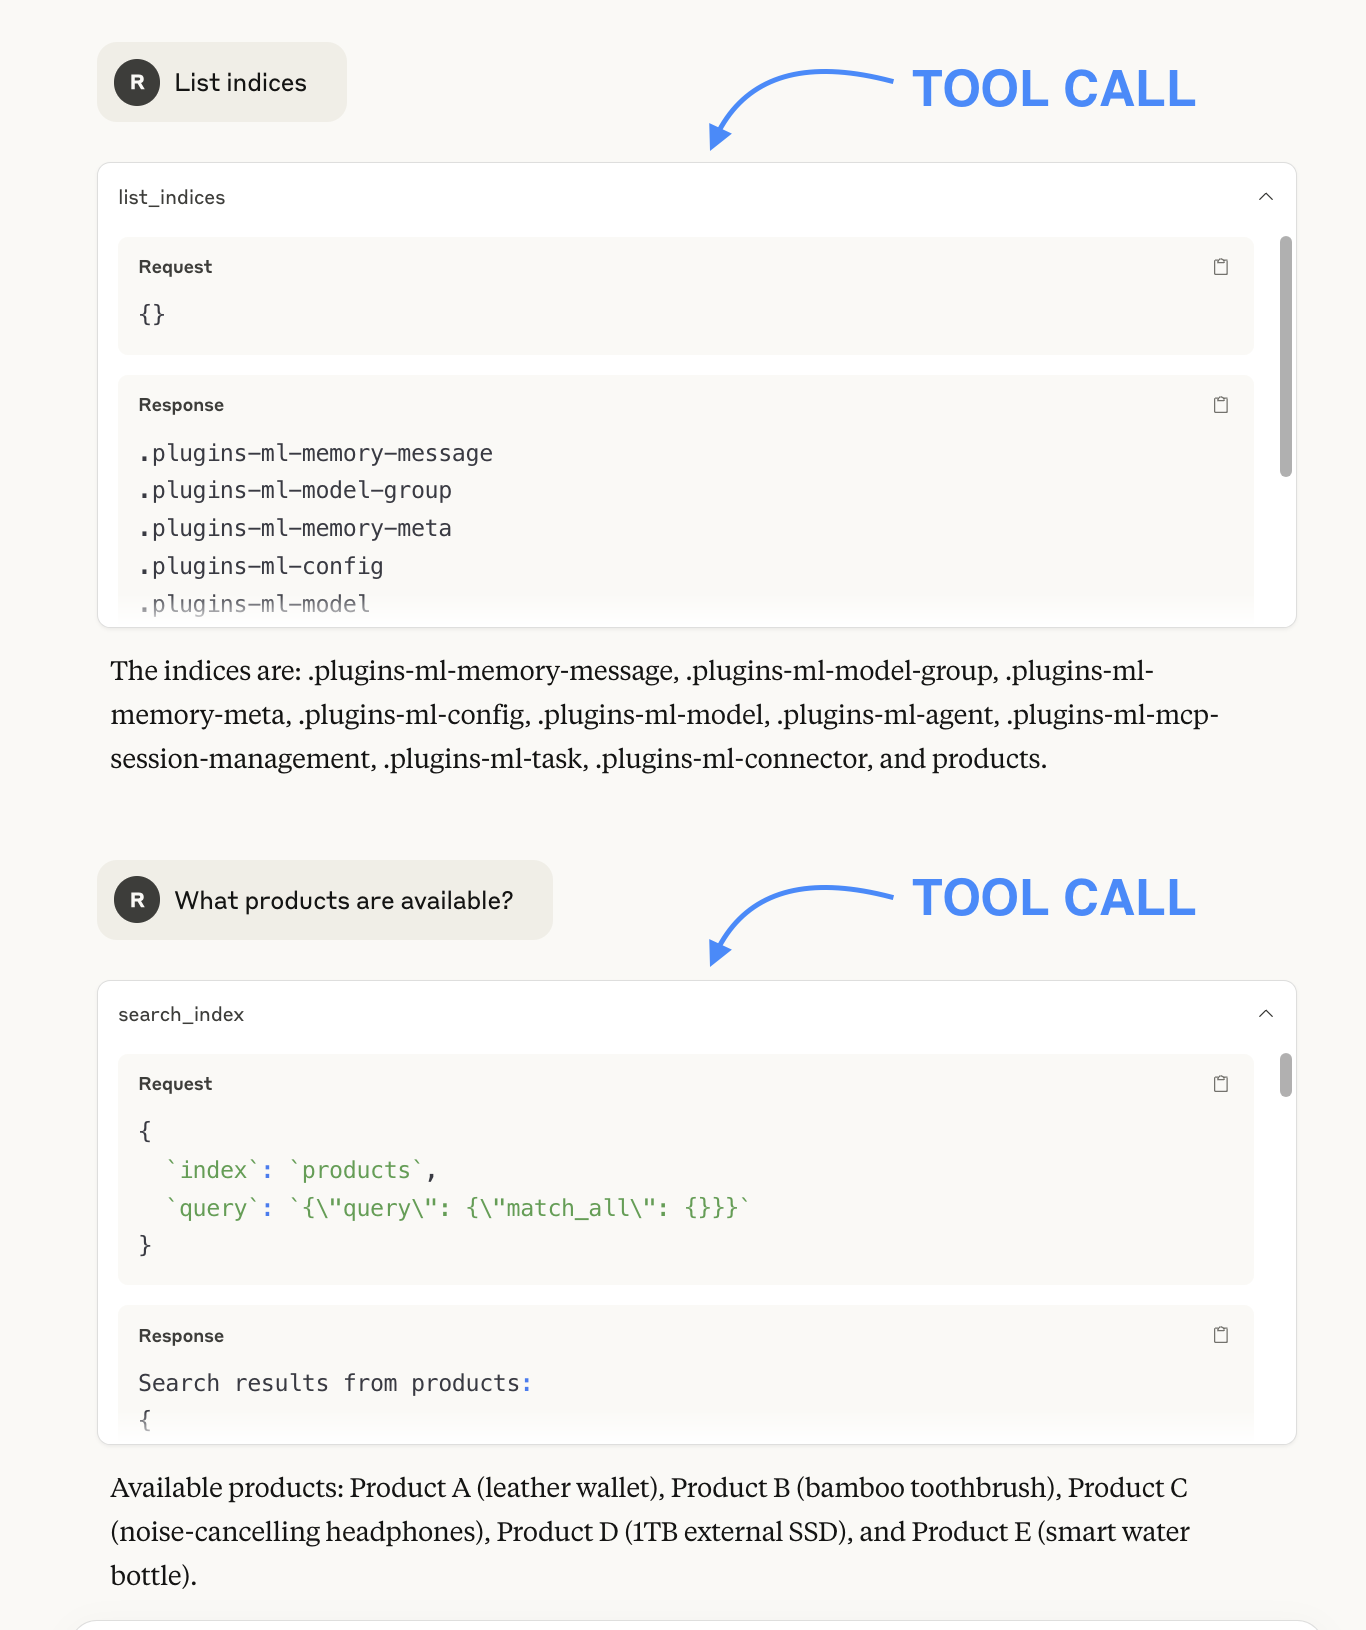 R List indices
TOOL CALL
list_indices
Request
{}
Response
.plugins-ml-memory-message
.plugins-ml-model-group
.plugins-ml-memory-meta
.plugins-ml-config
.plugins-ml-model
The indices are: .plugins-ml-memory-message, .plugins-ml-model-group, .plugins-ml-
memory-meta, .plugins-ml-config, .plugins-ml-model, .plugins-ml-agent, .plugins-ml-mcp-
session-management, .plugins-ml-task, .plugins-ml-connector, and products.
R What products are available?
TOOL CALL
search_index
Request
{
  `index`: `products`,
  `query`: `{\"query\": {\"match_all\": {}}}`
}
Response
Search results from products:
{
Available products: Product A (leather wallet), Product B (bamboo toothbrush), Product C
(noise-cancelling headphones), Product D (1TB external SSD), and Product E (smart water
bottle).